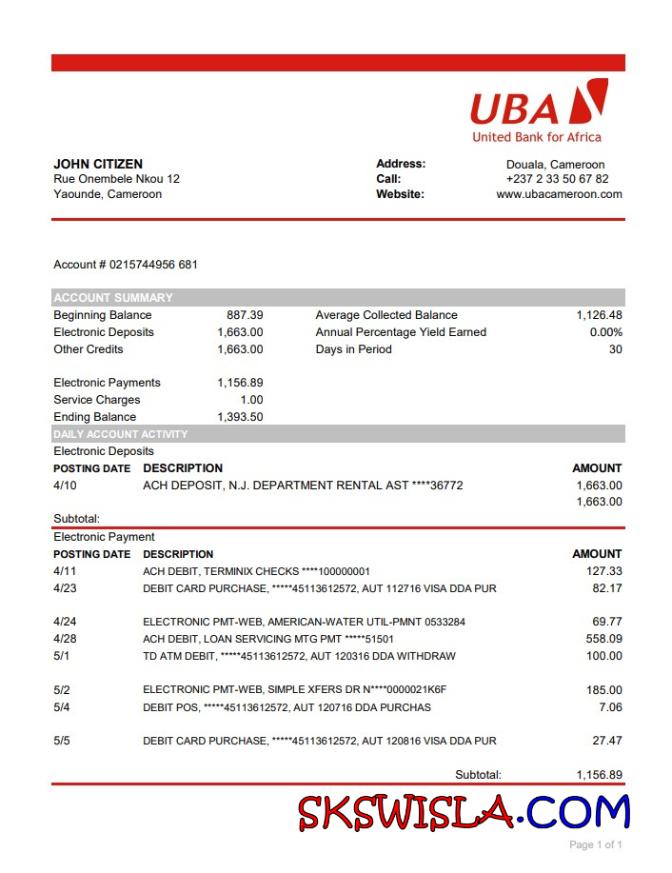 UBA
United Bank for Africa
JOHN CITIZEN Address: Douala, Cameroon
Rue Onembele Nkou 12 Call: +237 2 33 50 67 82
Yaounde, Cameroon Website: www.ubacameroon.com
Account # 0215744956 681
ACCOUNT SUMMARY
Beginning Balance 887.39 Average Collected Balance 1,126.48
Electronic Deposits 1,663.00 Annual Percentage Yield Earned 0.00%
Other Credits 1,663.00 Days in Period 30
Electronic Payments 1,156.89
Service Charges 1.00
Ending Balance 1,393.50
DAILY ACCOUNT ACTIVITY
Electronic Deposits
POSTING DATE DESCRIPTION AMOUNT
4/10 ACH DEPOSIT, N.J. DEPARTMENT RENTAL AST ****36772 1,663.00
1,663.00
Subtotal:
Electronic Payment
POSTING DATE DESCRIPTION AMOUNT
4/11 ACH DEBIT, TERMINIX CHECKS ****100000001 127.33
4/23 DEBIT CARD PURCHASE, *****45113612572, AUT 112716 VISA DDA PUR 82.17
4/24 ELECTRONIC PMT-WEB, AMERICAN-WATER UTIL-PMNT 0533284 69.77
4/28 ACH DEBIT, LOAN SERVICING MTG PMT *****51501 558.09
5/1 TD ATM DEBIT, *****45113612572, AUT 120316 DDA WITHDRAW 100.00
5/2 ELECTRONIC PMT-WEB, SIMPLE XFERS DR N****0000021K6F 185.00
5/4 DEBIT POS, *****45113612572, AUT 120716 DDA PURCHAS 7.06
5/5 DEBIT CARD PURCHASE, *****45113612572, AUT 120816 VISA DDA PUR 27.47
Subtotal: 1,156.89
SKSWISLA.COM
Page 1 of 1